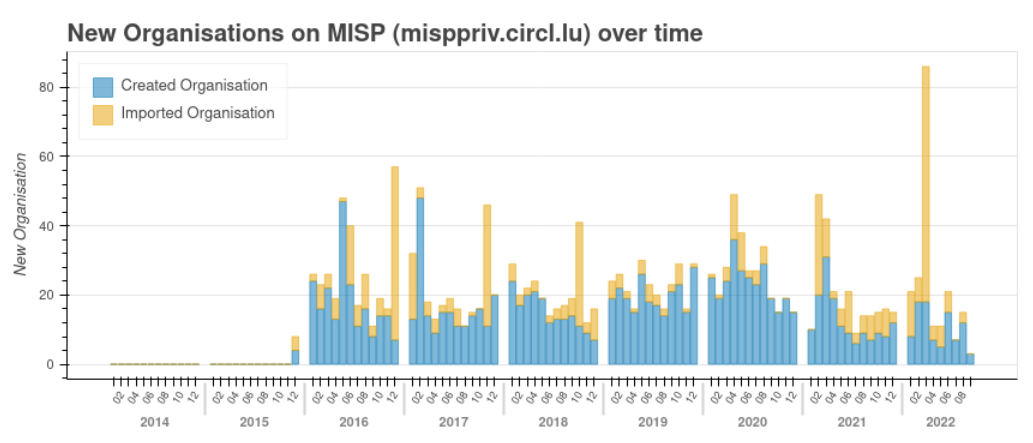 New Organisations on MISP (misppriv.circl.lu) over time
Created Organisation
Imported Organisation
New Organisation
80
60
40
20
0
02 04 06 08 10 12 02 04 06 08 10 12 02 04 06 08 10 12 02 04 06 08 10 12 02 04 06 08 10 12 02 04 06 08 10 12 02 04 06 08 10 12 02 04 06 08 10 12 02 04 06 08
2014 2015 2016 2017 2018 2019 2020 2021 2022